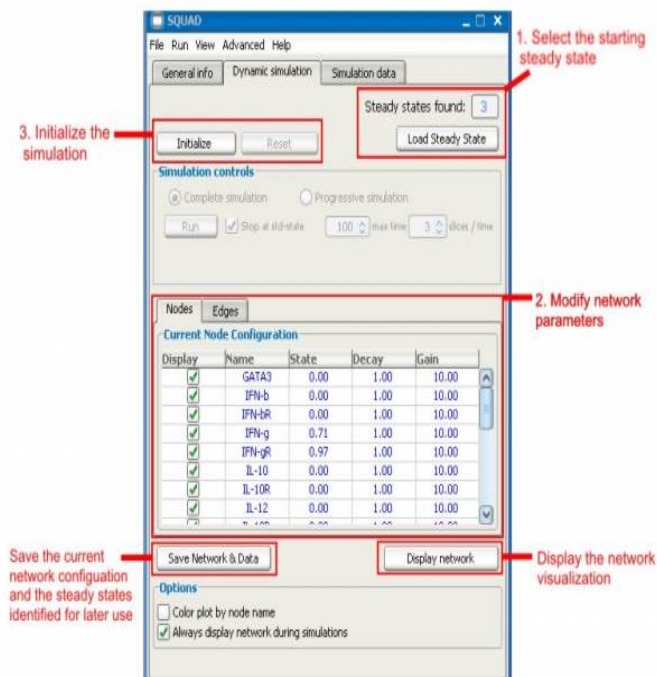 SQUAD
File Run View Advanced Help
General info Dynamic simulation Simulation data
1. Select the starting
steady state
Steady states found: 3
Load Steady State
3. Initialize the
simulation
Initialize Reset
Simulation controls
Complete simulation Progressive simulation
Run Stop at std-state 100 max time 3 slices / time
2. Modify network
parameters
Nodes Edges
Current Node Configuration
Display Name State Decay Gain
GATA3 0.00 1.00 10.00
IFN-b 0.00 1.00 10.00
IFN-bR 0.00 1.00 10.00
IFN-g 0.71 1.00 10.00
IFN-gR 0.97 1.00 10.00
IL-10 0.00 1.00 10.00
IL-10R 0.00 1.00 10.00
IL-12 0.00 1.00 10.00
Save the current
network configuation
and the steady states
identified for later use
Save Network & Data
Display network
Display the network
visualization
Options
Color plot by node name
Always display network during simulations